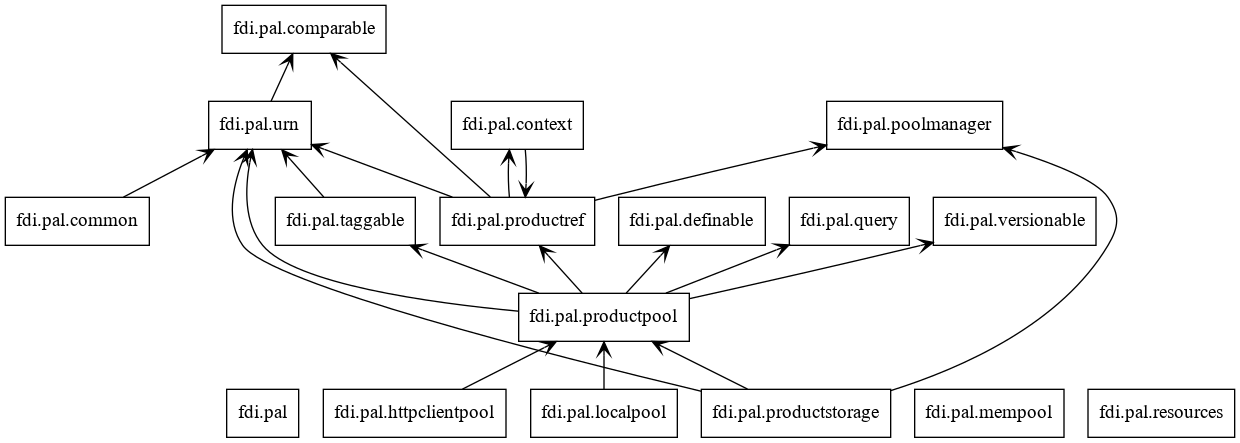 fdi.pal.comparable
fdi.pal.urn
fdi.pal.context
fdi.pal.poolmanager
fdi.pal.common
fdi.pal.taggable
fdi.pal.productref
fdi.pal.definable
fdi.pal.query
fdi.pal.versionable
fdi.pal.productpool
fdi.pal
fdi.pal.httpclientpool
fdi.pal.localpool
fdi.pal.productstorage
fdi.pal.mempool
fdi.pal.resources